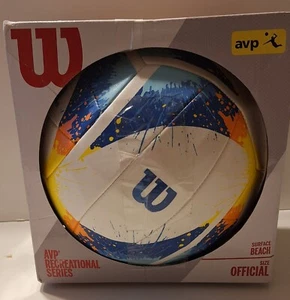 W
avp
W
AVP
RECREATIONAL
SERIES
SURFACE
BEACH
SIZE
OFFICIAL